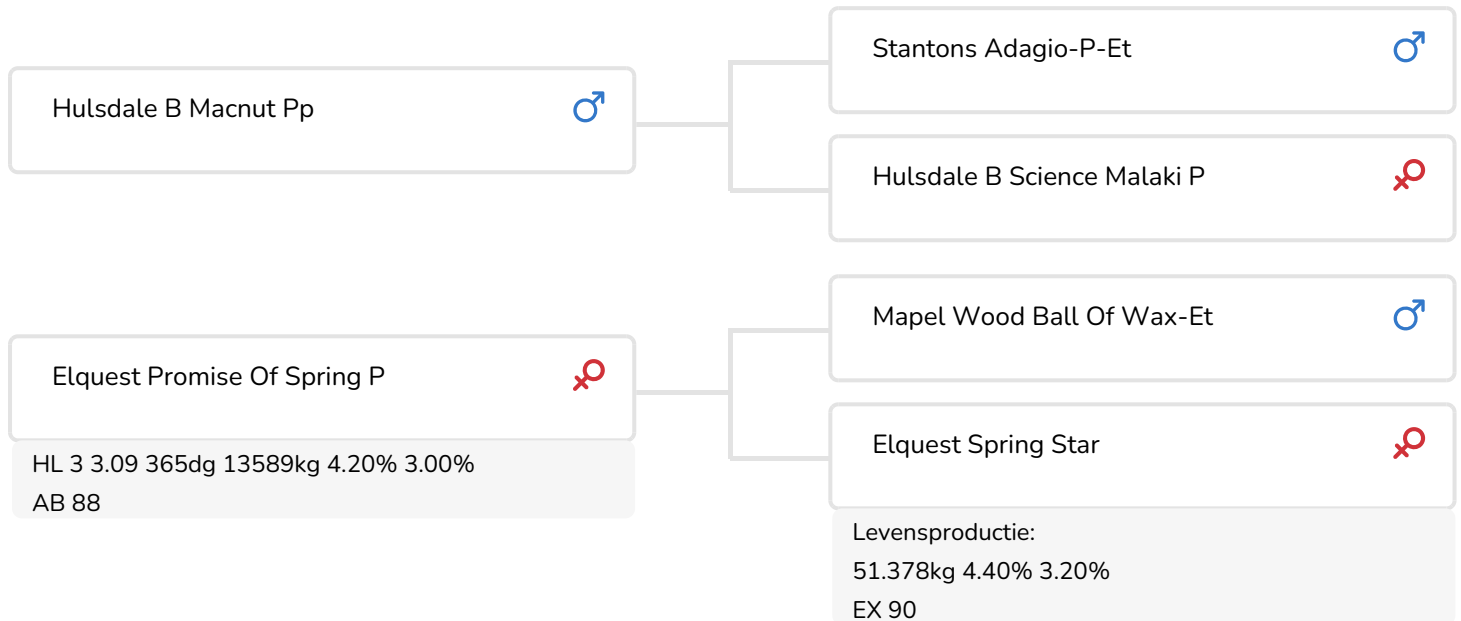 Stantons Adagio-P-Et
Hulsdale B Macnut Pp
Hulsdale B Science Malaki P
Mapel Wood Ball Of Wax-Et
Elquest Promise Of Spring P
HL 3 3.09 365dg 13589kg 4.20% 3.00%
AB 88
Elquest Spring Star
Levensproductie:
51.378kg 4.40% 3.20%
EX 90